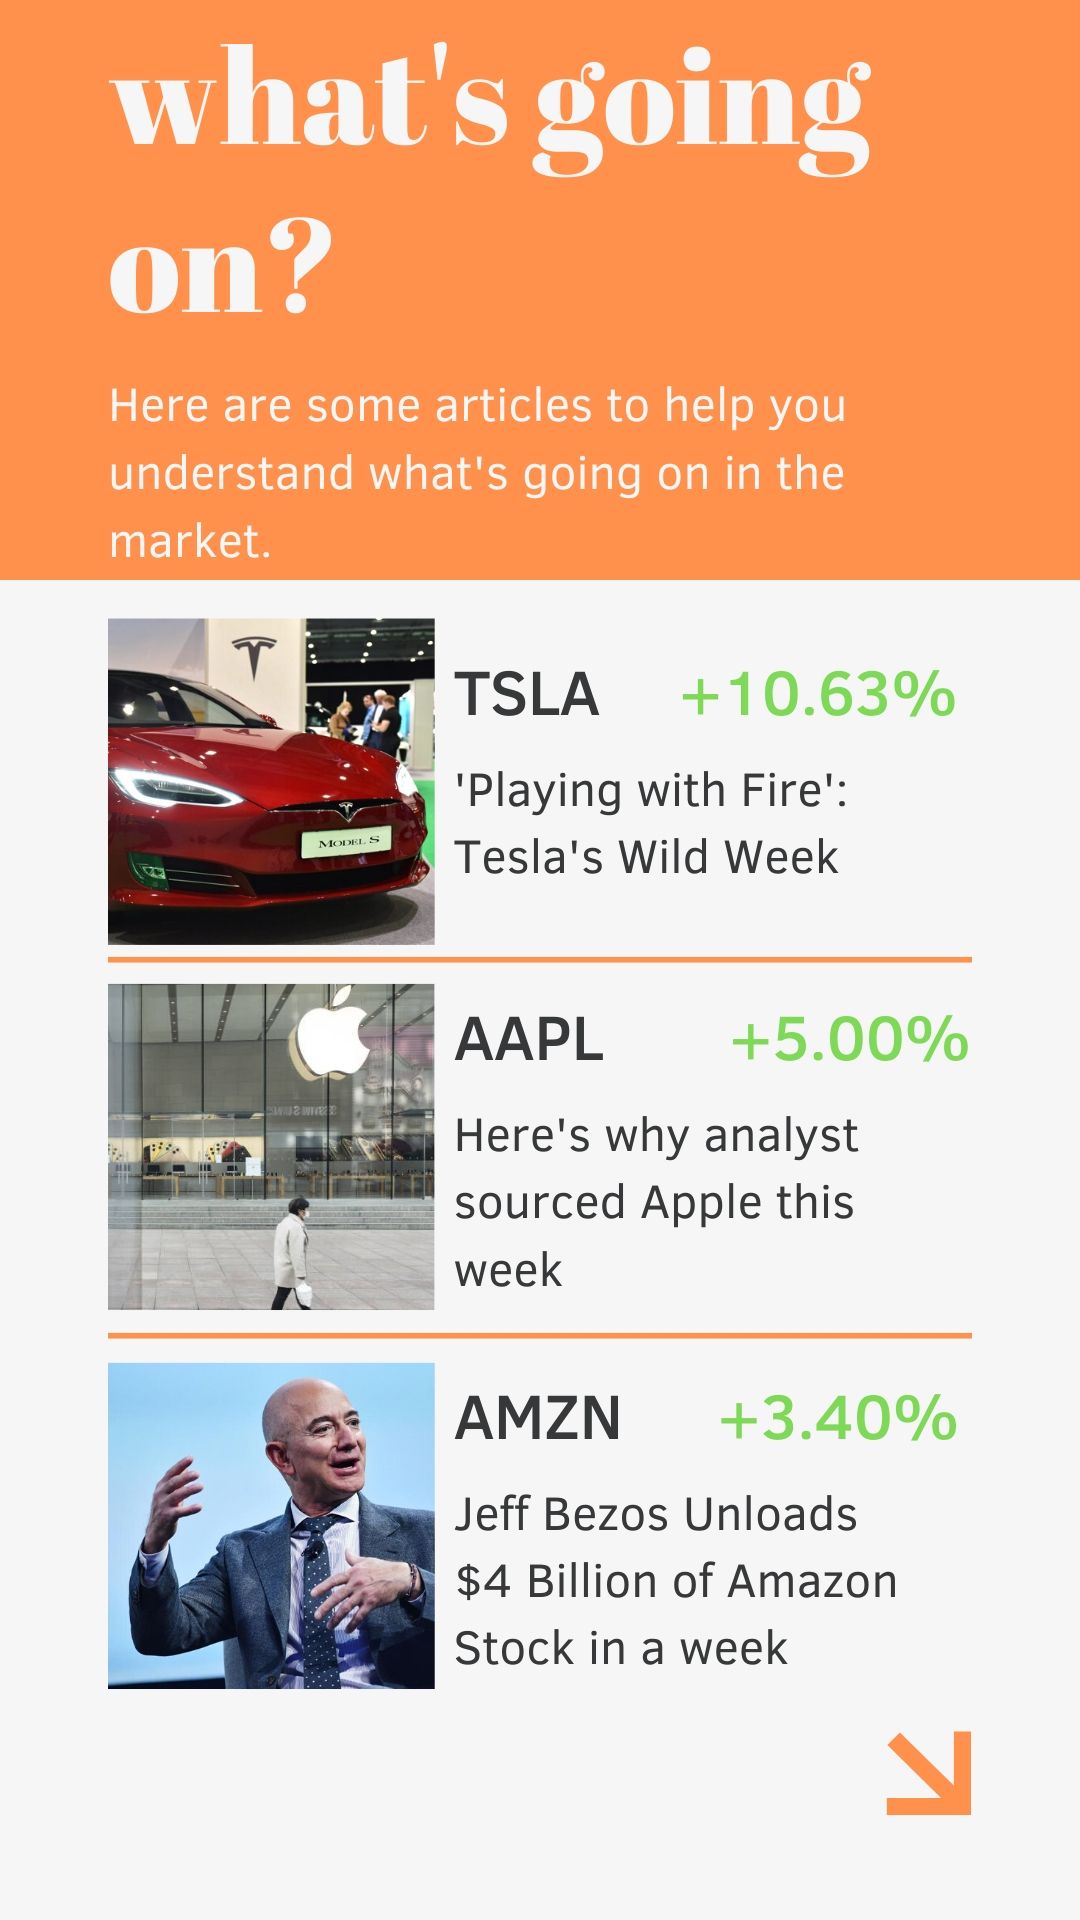 what's going
on?
Here are some articles to help you
understand what's going on in the
market.
TSLA +10.63%
'Playing with Fire':
Tesla's Wild Week
MODEL S
AAPL +5.00%
Here's why analyst
sourced Apple this
week
AMZN +3.40%
Jeff Bezos Unloads
$4 Billion of Amazon
Stock in a week